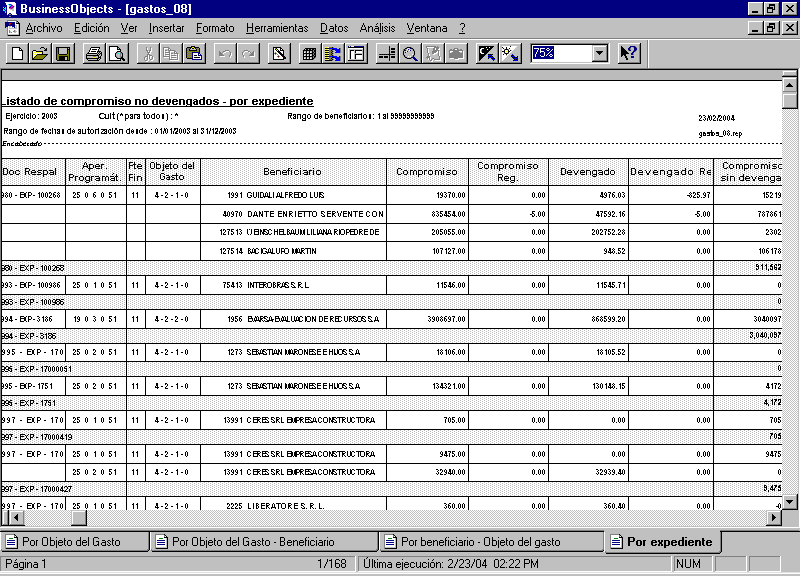 BusinessObjects - [gastos_08]
Archivo Edición Ver Insertar Formato Herramientas Datos Análisis Ventana ?
75%
Listado de compromiso no devengados - por expediente
Ejercicio: 2003 Cuit (* para todos) : * Rango de beneficiarios: 1 al 99999999999 23/02/2004
Rango de fechas de autorización desde : 01/01/2003 al 31/12/2003 gastos_08.rep
Encabezado
Doc Respal Aper. Programát. Fte Fin Objeto del Gasto Beneficiario Compromiso Compromiso Reg. Devengado Devengado Re Compromiso sin devenga
980 - EXP - 100268 25 0 6 0 51 11 4 - 2 - 1 - 0 1991 GUIDALI ALFREDO LUIS 19370.00 0.00 4976.03 -825.97 15219
40970 DANTE ENRIETTO SERVENTE CON 835454.00 -5.00 47592.16 -5.00 787861
127513 205055.00 0.00 202752.28 0.00 2302
127514 BACIGALUPO MARTIN 107127.00 0.00 948.52 0.00 106178
980 - EXP - 100268 911,562
993 - EXP - 100986 25 0 1 0 51 11 4 - 2 - 1 - 0 75413 INTEROBRAS S.R.L 11546.00 0.00 11545.71 0.00 0
993 - EXP - 100986 0
994 - EXP - 3186 19 0 3 0 51 11 4 - 2 - 2 - 0 1956 EVARSA-EVALUACION DE RECURSOS S.A 3908697.00 0.00 868599.20 0.00 3040097
994 - EXP - 3186 3,040,097
995 - EXP - 170 25 0 2 0 51 11 4 - 2 - 1 - 0 1273 SEBASTIAN MARONESE E HIJOS S.A 18106.00 0.00 18105.52 0.00 0
995 - EXP - 17000051 0
995 - EXP - 1751 25 0 2 0 51 11 4 - 2 - 1 - 0 1273 SEBASTIAN MARONESE E HIJOS S.A 134321.00 0.00 130148.15 0.00 4172
995 - EXP - 1751 4,172
997 - EXP - 170 25 0 1 0 51 11 4 - 2 - 1 - 0 13991 CERES SRL EMPRESA CONSTRUCTORA 705.00 0.00 0.00 0.00 705
997 - EXP - 17000419 705
997 - EXP - 170 25 0 1 0 51 11 4 - 2 - 1 - 0 13991 CERES SRL EMPRESA CONSTRUCTORA 9475.00 0.00 0.00 0.00 9475
25 0 2 0 51 11 4 - 2 - 1 - 0 13991 CERES SRL EMPRESA CONSTRUCTORA 32940.00 0.00 32939.40 0.00 0
997 - EXP - 17000427 9,475
997 - EXP - 170 25 0 1 0 51 11 4 - 2 - 1 - 0 2225 LIBERATORE S. R. L. 360.00 0.00 360.40 0.00 -0
Por Objeto del Gasto Por Objeto del Gasto - Beneficiario Por beneficiario - Objeto del gasto Por expediente
Página 1 1/168 Última ejecución: 2/23/04 02:22 PM NUM